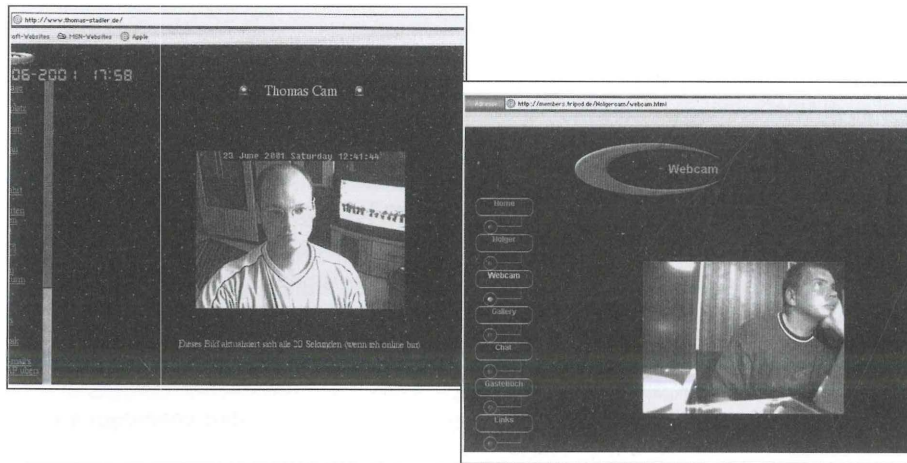 http://www.thomas-stadler.de/
oft-Websites MSN-Websites Apple
06-2001 17:58
Thomas Cam
23 June 2001 Saturday 12:41:44
Dieses Bild aktualisiert sich alle 20 Sekunden (wenn ich online bin)
Adresse http://members.tripod.de/Holgercam/webcam.html
- Webcam
Home
Holger
Webcam
Gallery
Chat
Gästebuch
Links